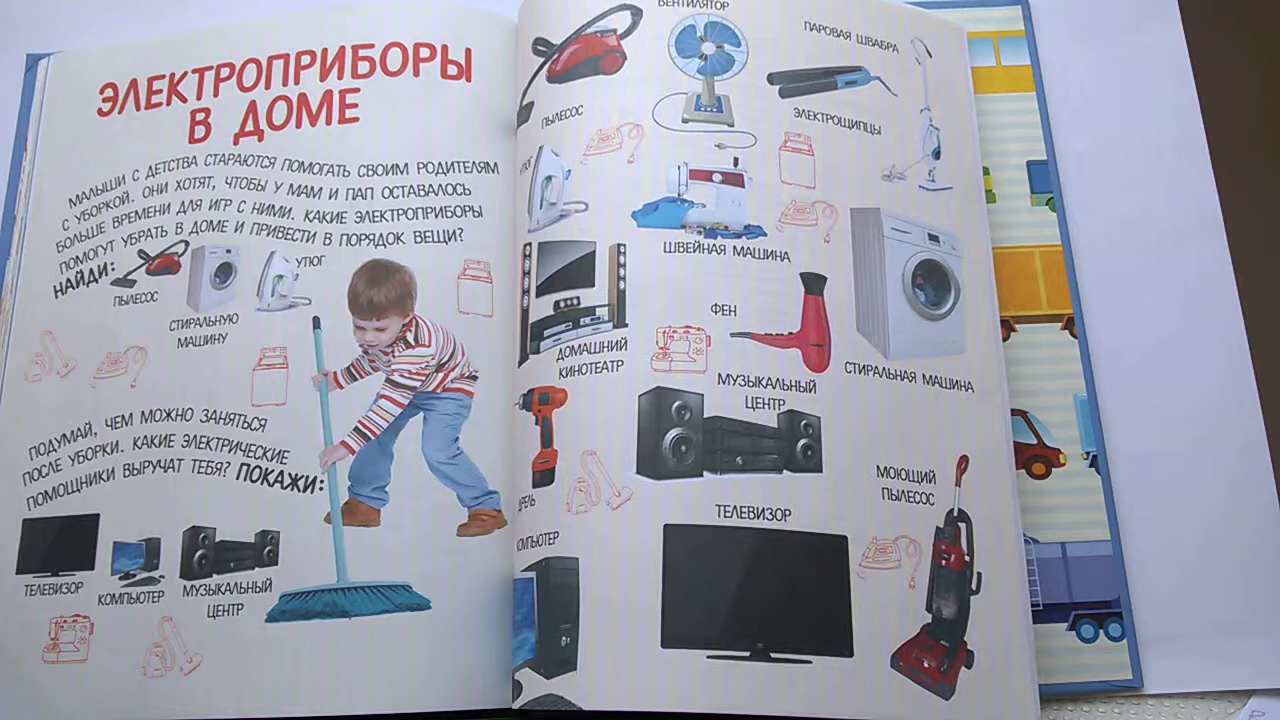 ЭЛЕКТРОПРИБОРЫ
В ДОМЕ
МАЛЫШИ С ДЕТСТВА СТАРАЮТСЯ ПОМОГАТЬ СВОИМ РОДИТЕЛЯМ
С УБОРКОЙ. ОНИ ХОТЯТ, ЧТОБЫ У МАМ И ПАП ОСТАВАЛОСЬ
БОЛЬШЕ ВРЕМЕНИ ДЛЯ ИГР С НИМИ. КАКИЕ ЭЛЕКТРОПРИБОРЫ
ПОМОГУТ УБРАТЬ В ДОМЕ И ПРИВЕСТИ В ПОРЯДОК ВЕЩИ?
НАЙДИ:
ПЫЛЕСОС
СТИРАЛЬНУЮ
МАШИНУ
УТЮГ
ПОДУМАЙ, ЧЕМ МОЖНО ЗАНЯТЬСЯ
ПОСЛЕ УБОРКИ. КАКИЕ ЭЛЕКТРИЧЕСКИЕ
ПОМОЩНИКИ ВЫРУЧАТ ТЕБЯ? ПОКАЖИ:
ТЕЛЕВИЗОР
КОМПЬЮТЕР
МУЗЫКАЛЬНЫЙ
ЦЕНТР
ВЕНТИЛЯТОР
ПАРОВАЯ ШВАБРА
ПЫЛЕСОС
ЭЛЕКТРОЩИПЦЫ
УТЮГ
ШВЕЙНАЯ МАШИНА
ФЕН
ДОМАШНИЙ
КИНОТЕАТР
СТИРАЛЬНАЯ МАШИНА
МУЗЫКАЛЬНЫЙ
ЦЕНТР
МОЮЩИЙ
ПЫЛЕСОС
ДРЕЛЬ
ТЕЛЕВИЗОР
КОМПЬЮТЕР